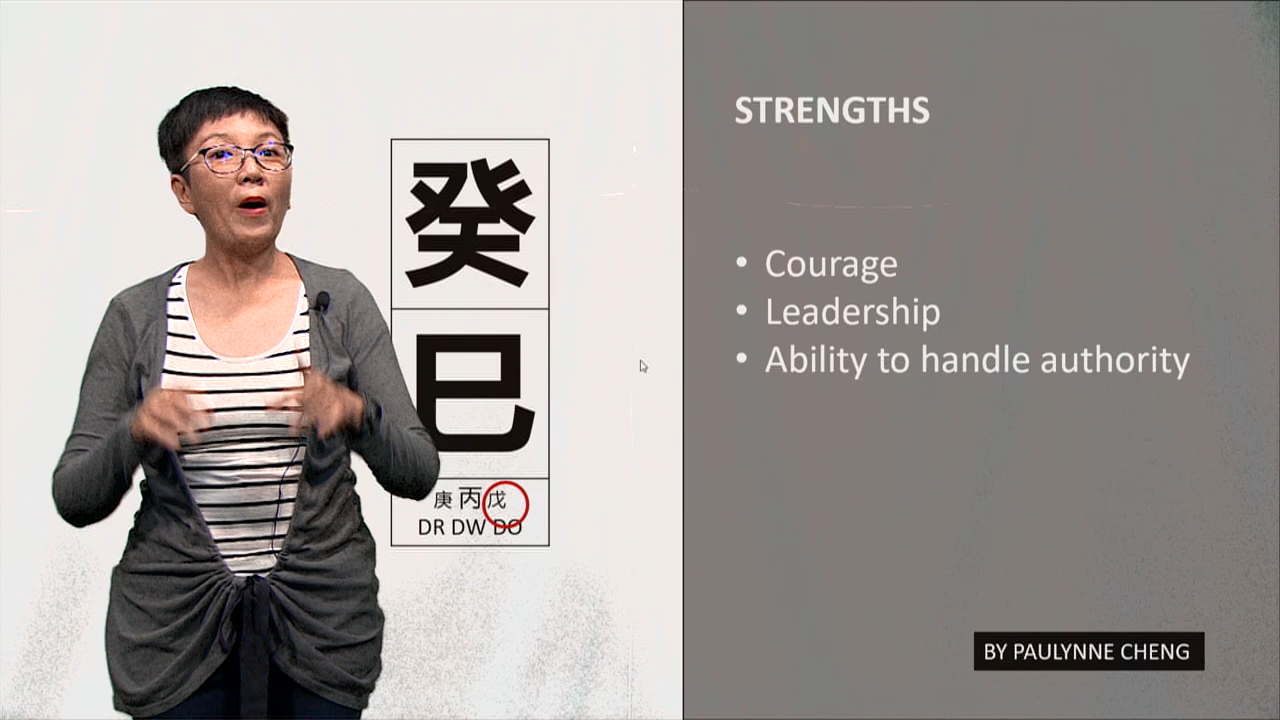 癸
巳
庚 丙 戊
DR DW DO
STRENGTHS
• Courage
• Leadership
• Ability to handle authority
BY PAULYNNE CHENG